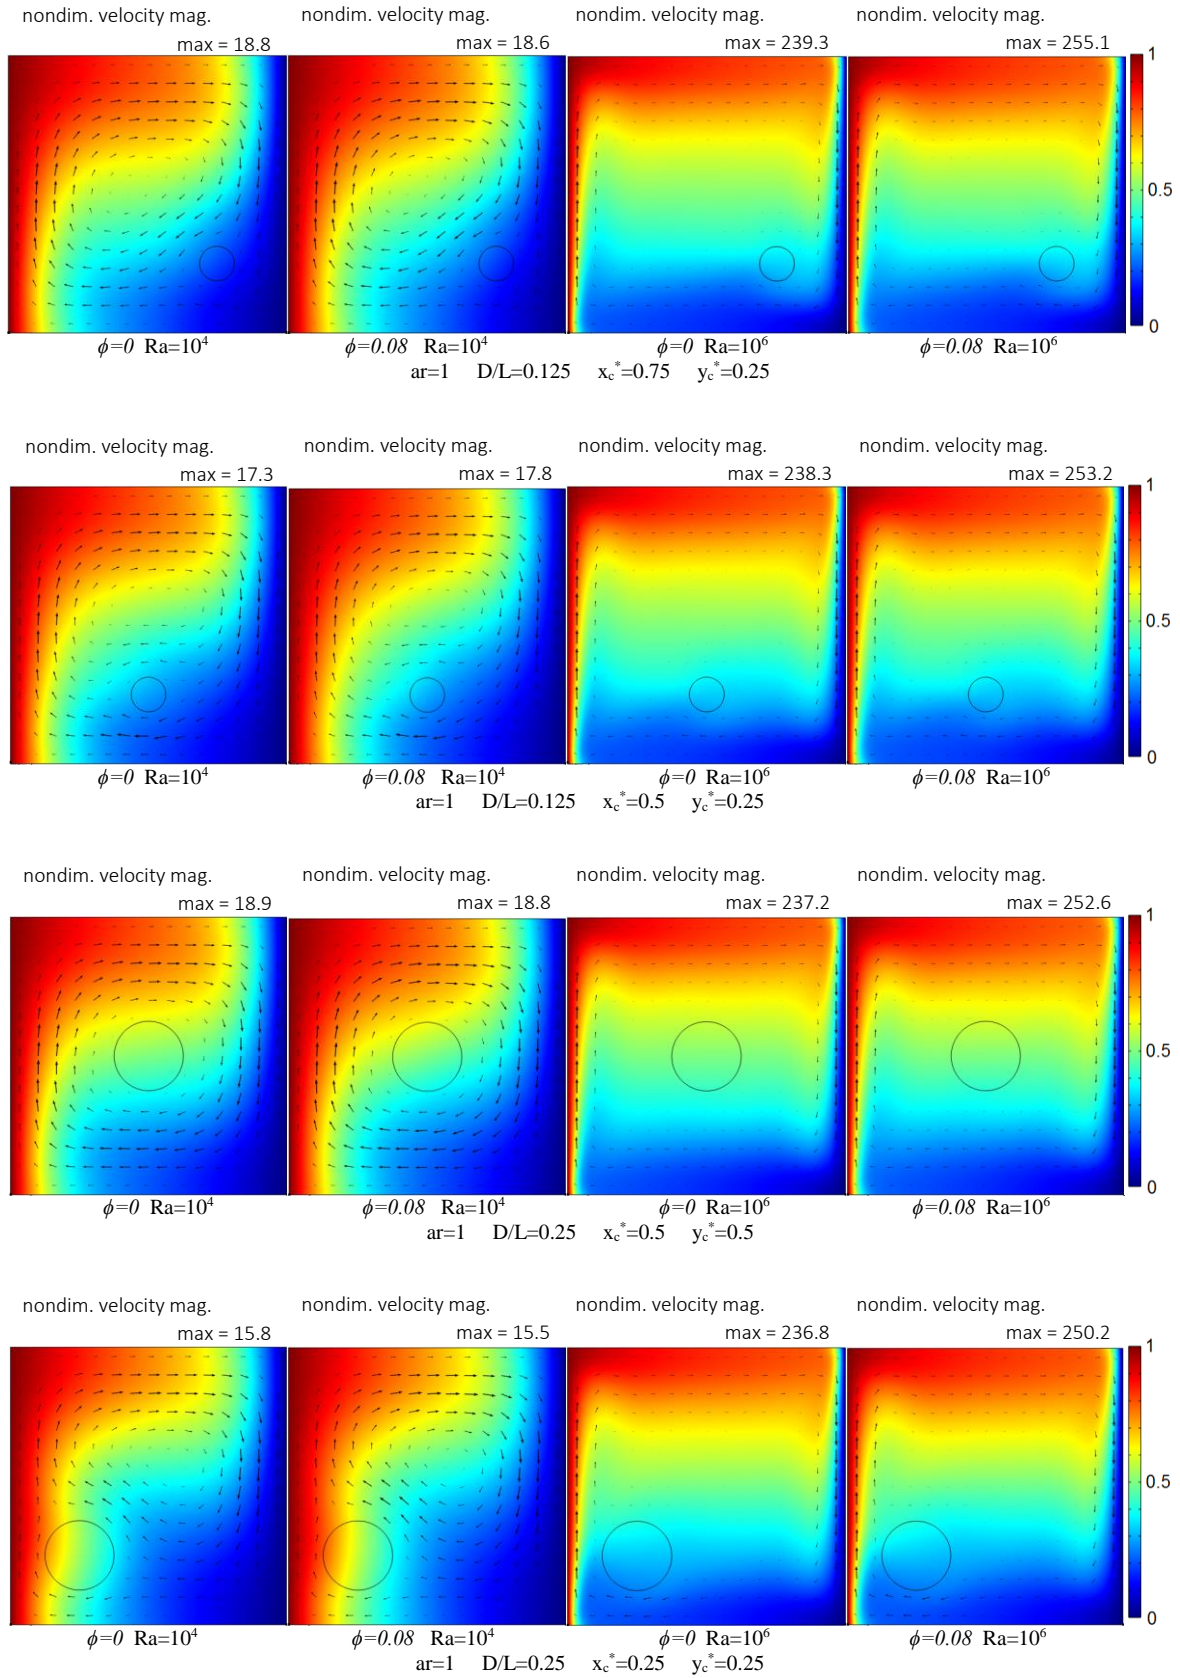 nondim. velocity mag. nondim. velocity mag. nondim. velocity mag. nondim. velocity mag.
max = 18.8 max = 18.6 max = 239.3 max = 255.1
1
0.5
0
ϕ=0 Ra=10⁴ ϕ=0.08 Ra=10⁴ ϕ=0 Ra=10⁶ ϕ=0.08 Ra=10⁶
ar=1 D/L=0.125 x_c*=0.75 y_c*=0.25
nondim. velocity mag. nondim. velocity mag. nondim. velocity mag. nondim. velocity mag.
max = 17.3 max = 17.8 max = 238.3 max = 253.2
1
0.5
0
ϕ=0 Ra=10⁴ ϕ=0.08 Ra=10⁴ ϕ=0 Ra=10⁶ ϕ=0.08 Ra=10⁶
ar=1 D/L=0.125 x_c*=0.5 y_c*=0.25
nondim. velocity mag. nondim. velocity mag. nondim. velocity mag. nondim. velocity mag.
max = 18.9 max = 18.8 max = 237.2 max = 252.6
1
0.5
0
ϕ=0 Ra=10⁴ ϕ=0.08 Ra=10⁴ ϕ=0 Ra=10⁶ ϕ=0.08 Ra=10⁶
ar=1 D/L=0.25 x_c*=0.5 y_c*=0.5
nondim. velocity mag. nondim. velocity mag. nondim. velocity mag. nondim. velocity mag.
max = 15.8 max = 15.5 max = 236.8 max = 250.2
1
0.5
0
ϕ=0 Ra=10⁴ ϕ=0.08 Ra=10⁴ ϕ=0 Ra=10⁶ ϕ=0.08 Ra=10⁶
ar=1 D/L=0.25 x_c*=0.25 y_c*=0.25